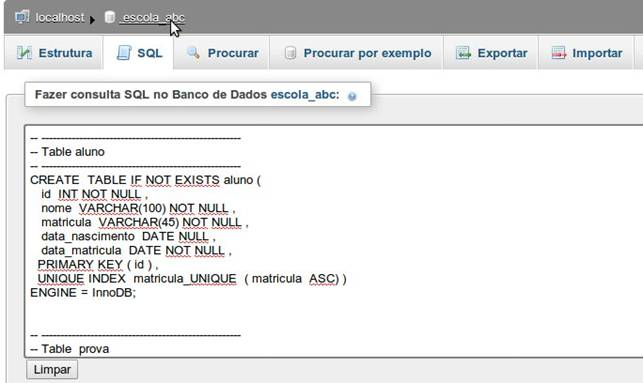 localhost escola_abc
Estrutura SQL Procurar Procurar por exemplo Exportar Importar
Fazer consulta SQL no Banco de Dados escola_abc:
-- -----------------------------------------------------
-- Table aluno
-- -----------------------------------------------------
CREATE TABLE IF NOT EXISTS aluno (
id INT NOT NULL ,
nome VARCHAR(100) NOT NULL ,
matricula VARCHAR(45) NOT NULL ,
data_nascimento DATE NULL ,
data_matricula DATE NOT NULL ,
PRIMARY KEY ( id ) ,
UNIQUE INDEX matricula_UNIQUE ( matricula ASC) )
ENGINE = InnoDB;
-- -----------------------------------------------------
-- Table prova
Limpar